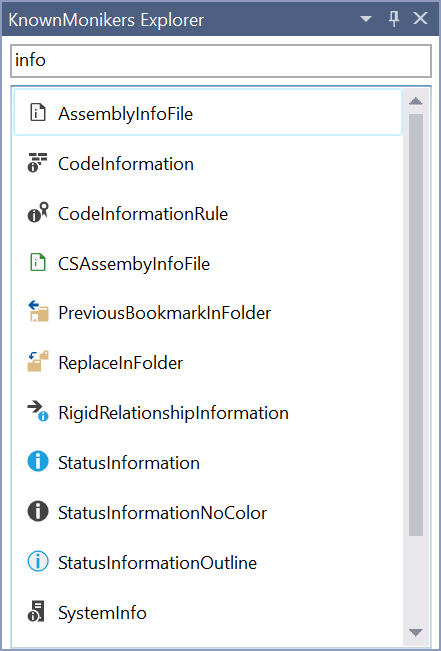 KnownMonikers Explorer
info
AssemblyInfoFile
CodeInformation
CodeInformationRule
CSAssembyInfoFile
PreviousBookmarkInFolder
ReplaceInFolder
RigidRelationshipInformation
StatusInformation
StatusInformationNoColor
StatusInformationOutline
SystemInfo